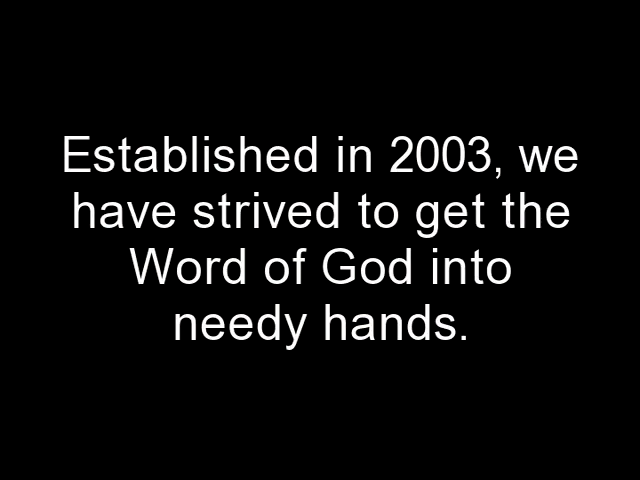 Established in 2003, we
have strived to get the
Word of God into
needy hands.